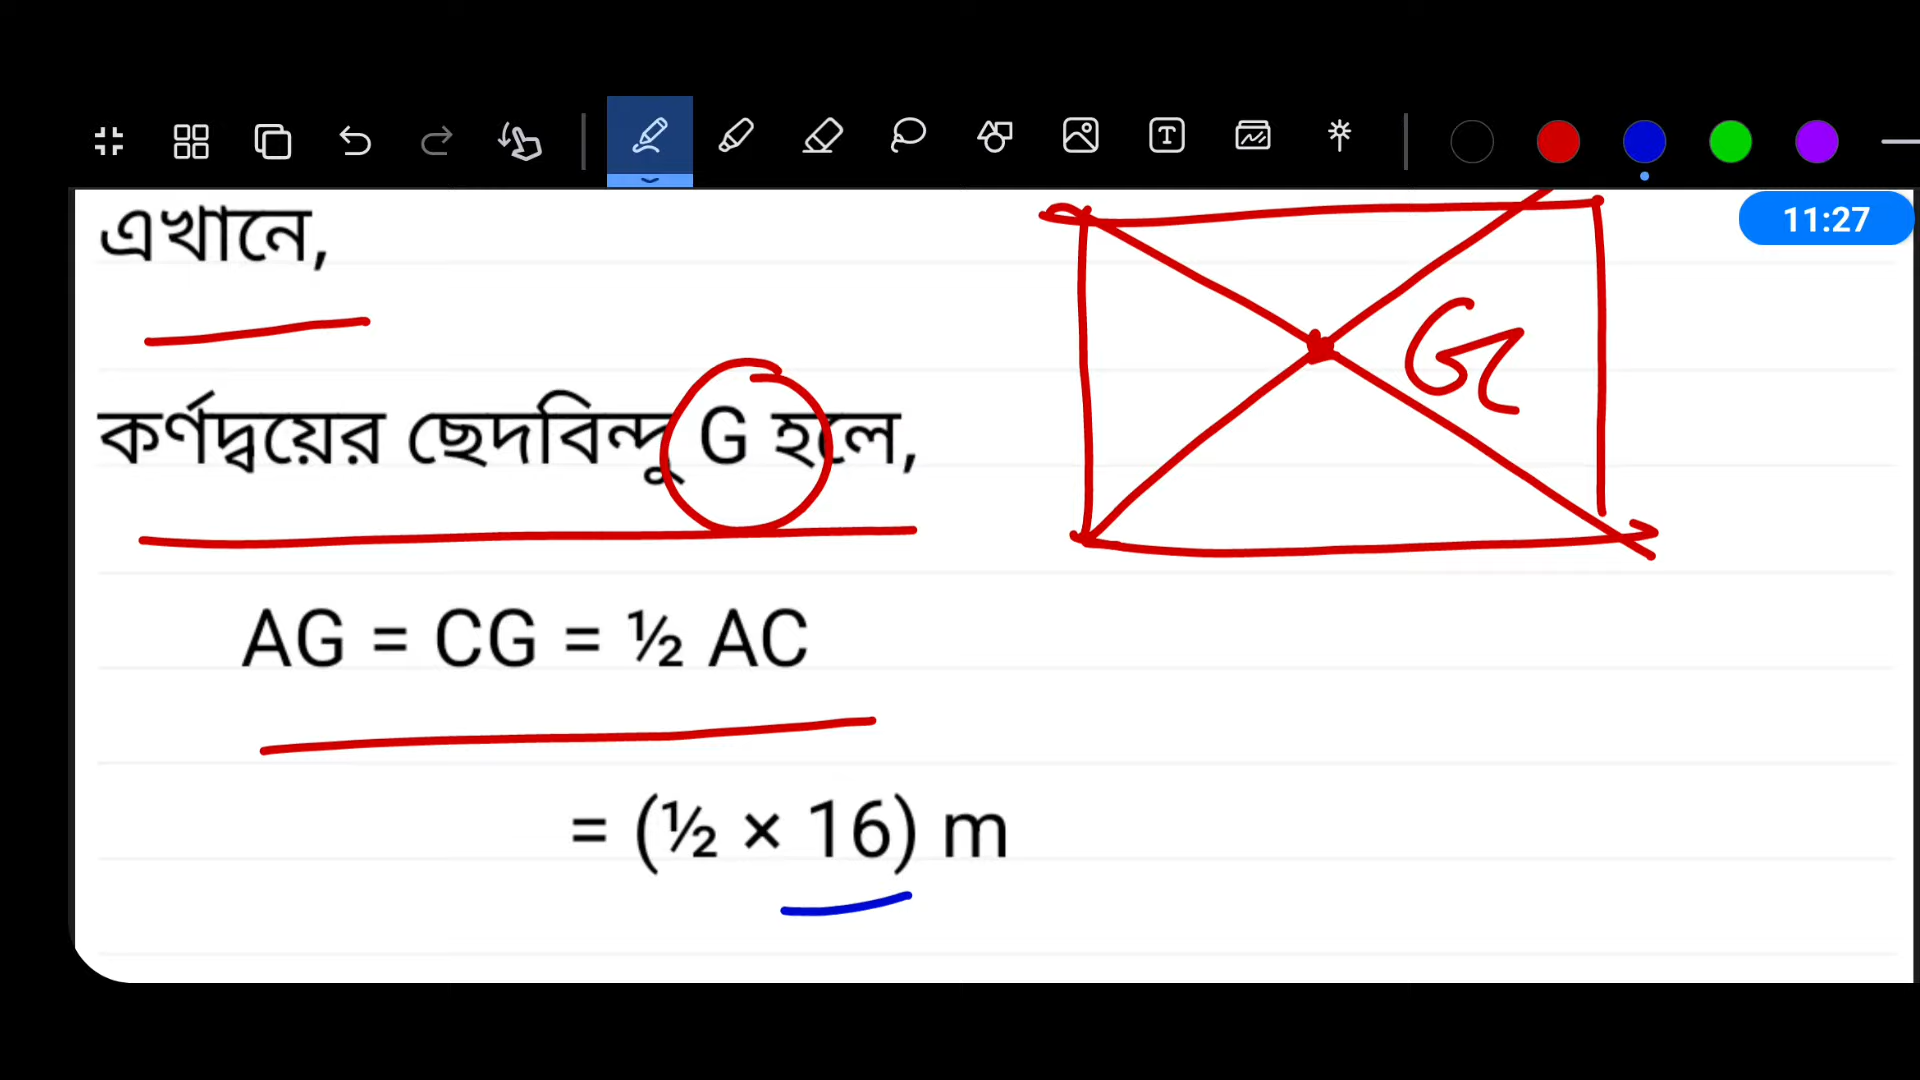 11:27
এখানে,
G
কর্ণদ্বয়ের ছেদবিন্দু G হলে,
AG = CG = ½ AC
= (½ × 16) m